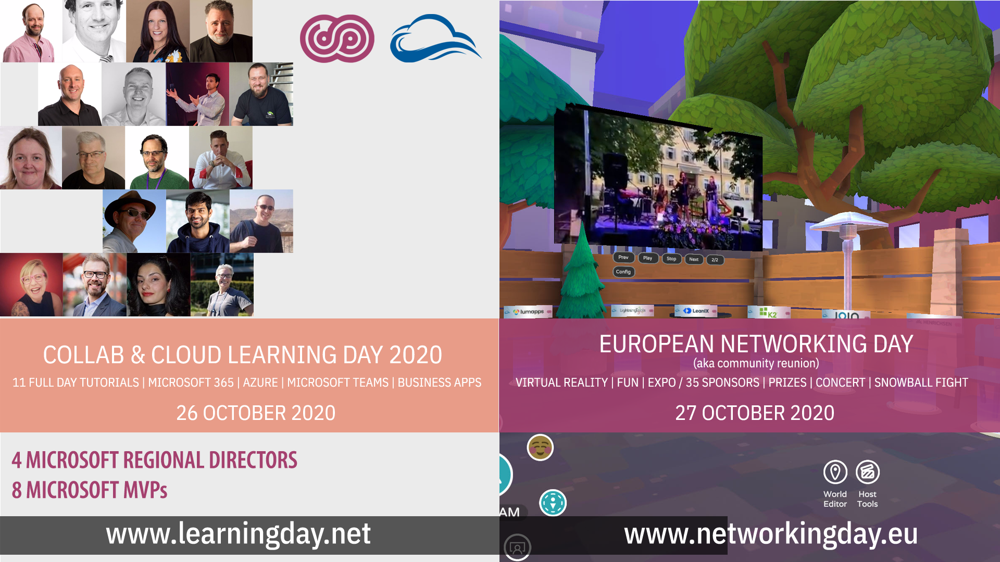 COLLAB & CLOUD LEARNING DAY 2020
11 FULL DAY TUTORIALS | MICROSOFT 365 | AZURE | MICROSOFT TEAMS | BUSINESS APPS
26 OCTOBER 2020
4 MICROSOFT REGIONAL DIRECTORS
8 MICROSOFT MVPs
www.learningday.net
Prev
Play
Stop
Next
2/2
Config
lumapps
LightningTools
LeanIX
K2
JOIN
HENRICHSEN
EUROPEAN NETWORKING DAY
(aka community reunion)
VIRTUAL REALITY | FUN | EXPO / 35 SPONSORS | PRIZES | CONCERT | SNOWBALL FIGHT
27 OCTOBER 2020
World
Editor
Host
Tools
AM
www.networkingday.eu